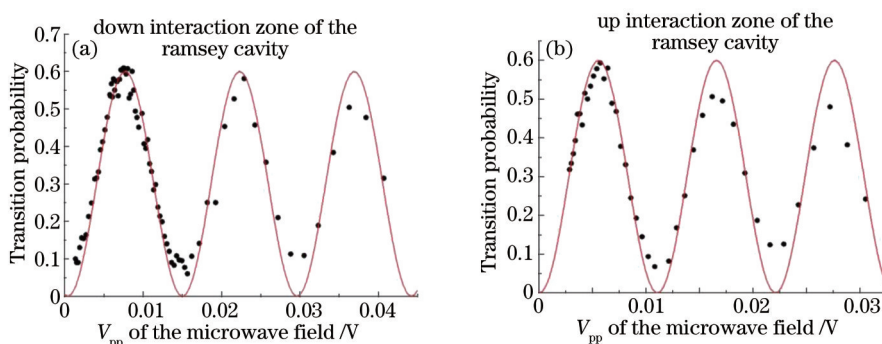 down interaction zone of the
ramsey cavity
(a)
Transition probability
0.7
0.6
0.5
0.4
0.3
0.2
0.1
0
0.01
0.02
0.03
0.04
Vpp of the microwave field /V
up interaction zone of the
ramsey cavity
(b)
Transition probability
0.7
0.6
0.5
0.4
0.3
0.2
0.1
0
0
0.01
0.02
0.03
Vpp of the microwave field /V